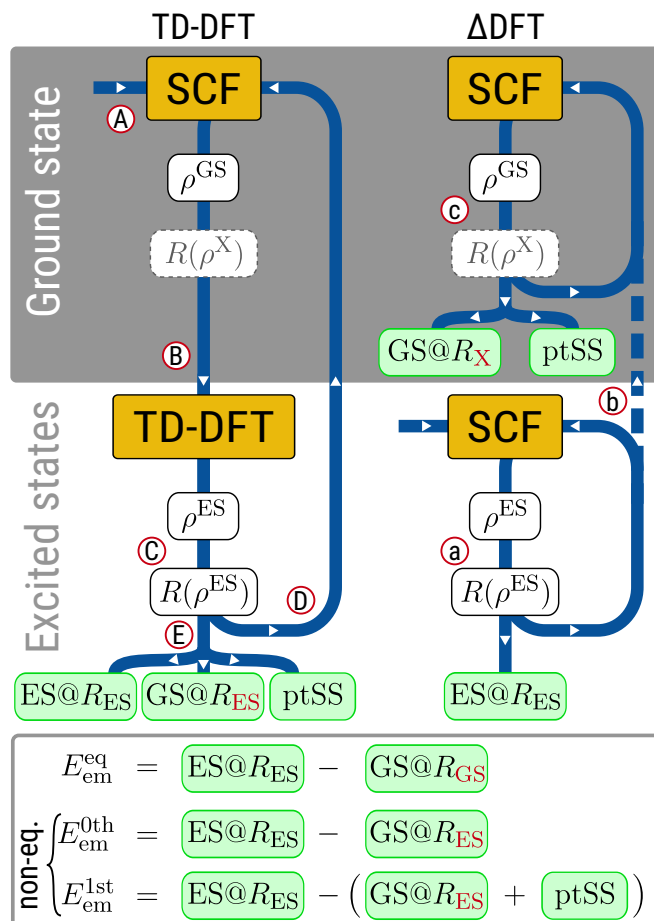 TD-DFT ΔDFT
Ground state
SCF SCF
A
ρ^GS ρ^GS
c
R(ρ^X) R(ρ^X)
B
GS@R_X ptSS
Excited states
b
TD-DFT SCF
ρ^ES ρ^ES
C a
R(ρ^ES) R(ρ^ES)
D
E
ES@R_ES GS@R_ES ptSS ES@R_ES
E_em^eq = ES@R_ES − GS@R_GS
non-eq.
E_em^0th = ES@R_ES − GS@R_ES
E_em^1st = ES@R_ES − ( GS@R_ES + ptSS )